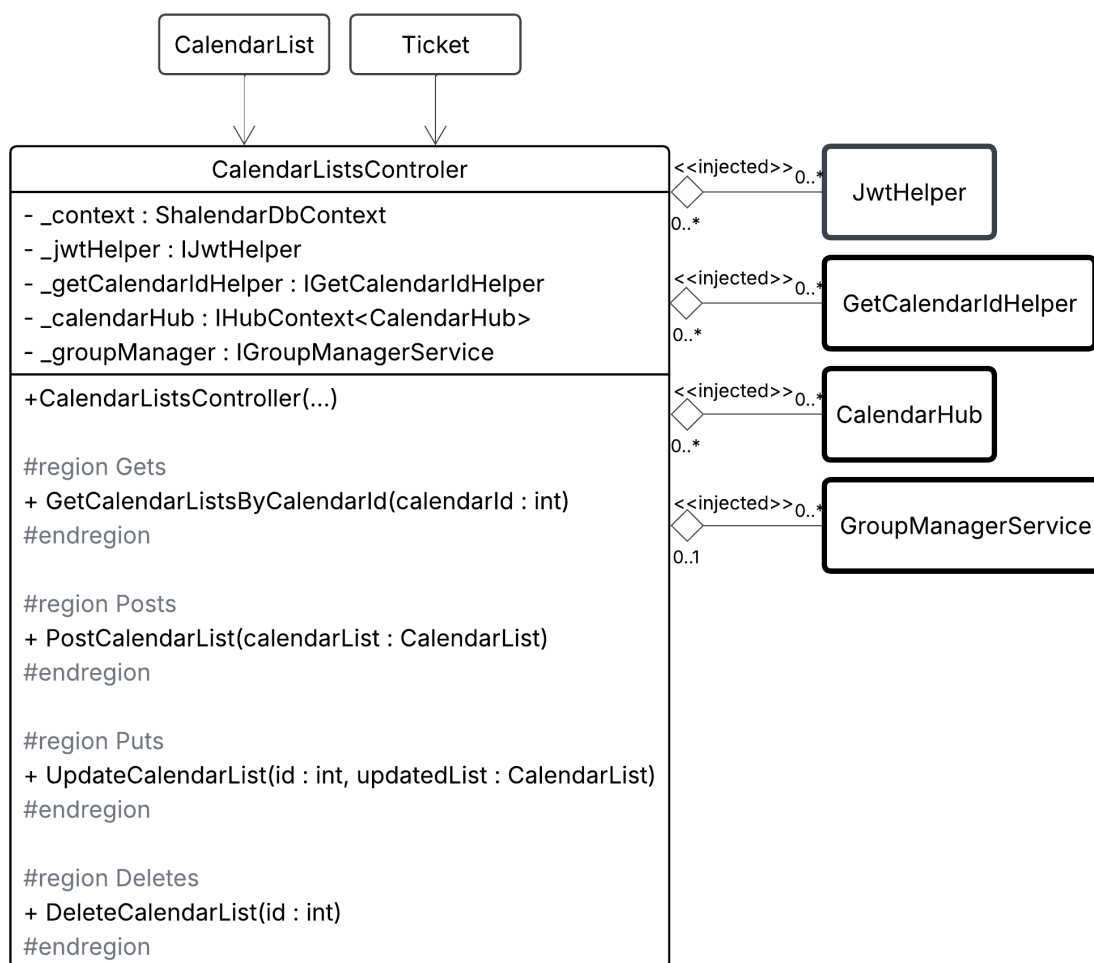 CalendarList
Ticket
CalendarListsControler
- _context : ShalendarDbContext
- _jwtHelper : IJwtHelper
- _getCalendarIdHelper : IGetCalendarIdHelper
- _calendarHub : IHubContext<CalendarHub>
- _groupManager : IGroupManagerService
+CalendarListsController(...)
#region Gets
+ GetCalendarListsByCalendarId(calendarId : int)
#endregion
#region Posts
+ PostCalendarList(calendarList : CalendarList)
#endregion
#region Puts
+ UpdateCalendarList(id : int, updatedList : CalendarList)
#endregion
#region Deletes
+ DeleteCalendarList(id : int)
#endregion
<<injected>>
0..*
0..*
JwtHelper
<<injected>>
0..*
0..*
GetCalendarIdHelper
<<injected>>
0..*
0..*
CalendarHub
<<injected>>
0..*
0..1
GroupManagerService